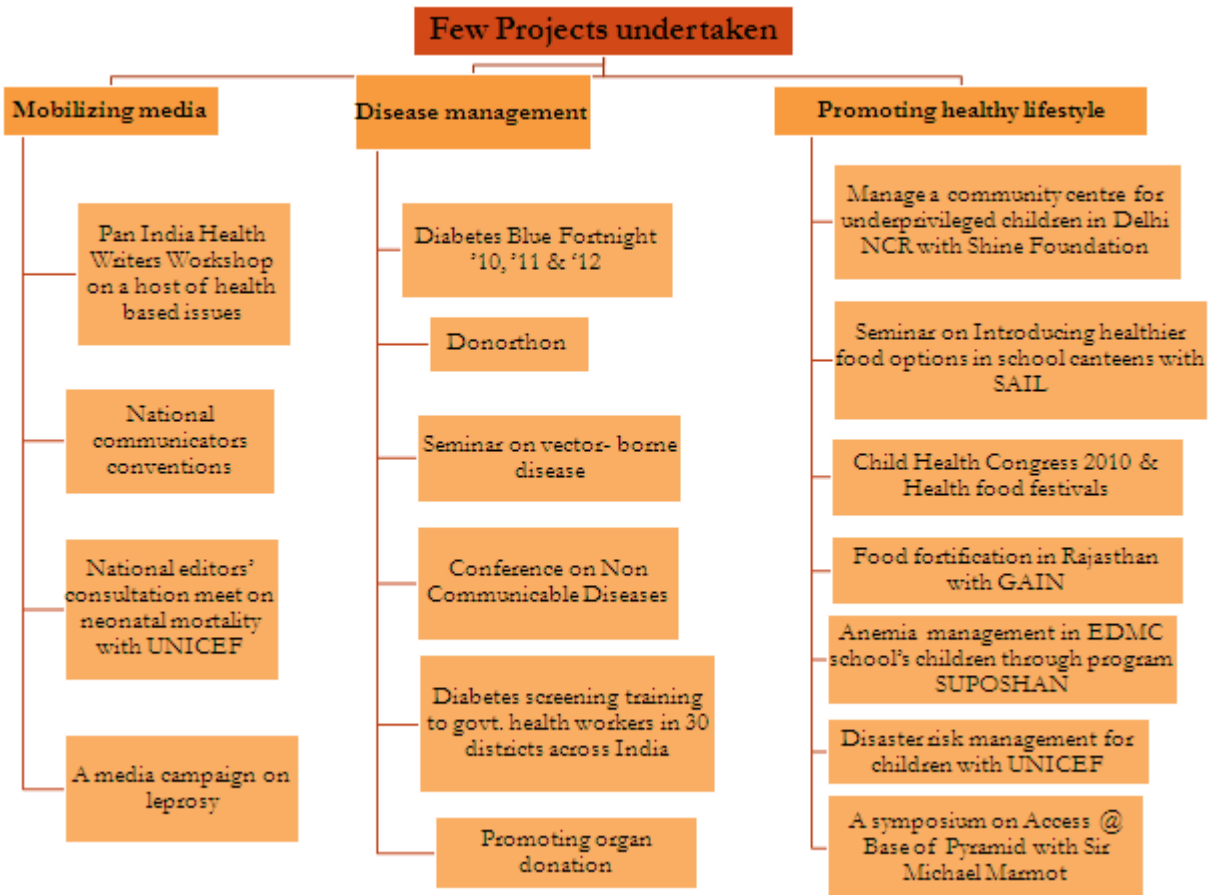 Few Projects undertaken
Mobilizing media
Pan India Health
Writers Workshop
on a host of health
based issues
National
communicators
conventions
National editors’
consultation meet on
neonatal mortality
with UNICEF
A media campaign on
leprosy
Disease management
Diabetes Blue Fortnight
’10, ’11 & ‘12
Donorthon
Seminar on vector- borne
disease
Conference on Non
Communicable Diseases
Diabetes screening training
to govt. health workers in 30
districts across India
Promoting organ
donation
Promoting healthy lifestyle
Manage a community centre for
underprivileged children in Delhi
NCR with Shine Foundation
Seminar on Introducing healthier
food options in school canteens with
SAIL
Child Health Congress 2010 &
Health food festivals
Food fortification in Rajasthan
with GAIN
Anemia management in EDMC
school’s children through program
SUPOSHAN
Disaster risk management for
children with UNICEF
A symposium on Access @
Base of Pyramid with Sir
Michael Marmot